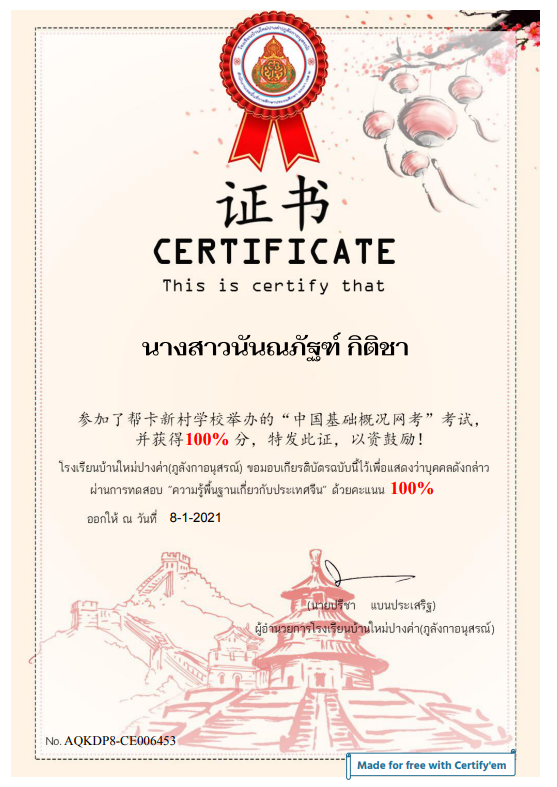 证书
CERTIFICATE
This is certify that
นางสาวนันณภัฐฑ์ กิติชา
参加了帮卡新村学校举办的“中国基础概况网考”考试，
并获得100% 分，特发此证，以资鼓励！
โรงเรียนบ้านใหม่ปางค่า(ภูลังกาอนุสรณ์) ขอมอบเกียรติบัตรฉบับนี้ไว้เพื่อแสดงว่าบุคคลดังกล่าว
ผ่านการทดสอบ “ความรู้พื้นฐานเกี่ยวกับประเทศจีน” ด้วยคะแนน 100%
ออกให้ ณ วันที่ 8-1-2021
(นายปรีชา แบนประเสริฐ)
ผู้อำนวยการโรงเรียนบ้านใหม่ปางค่า(ภูลังกาอนุสรณ์)
No. AQKDP8-CE006453
Made for free with Certify'em